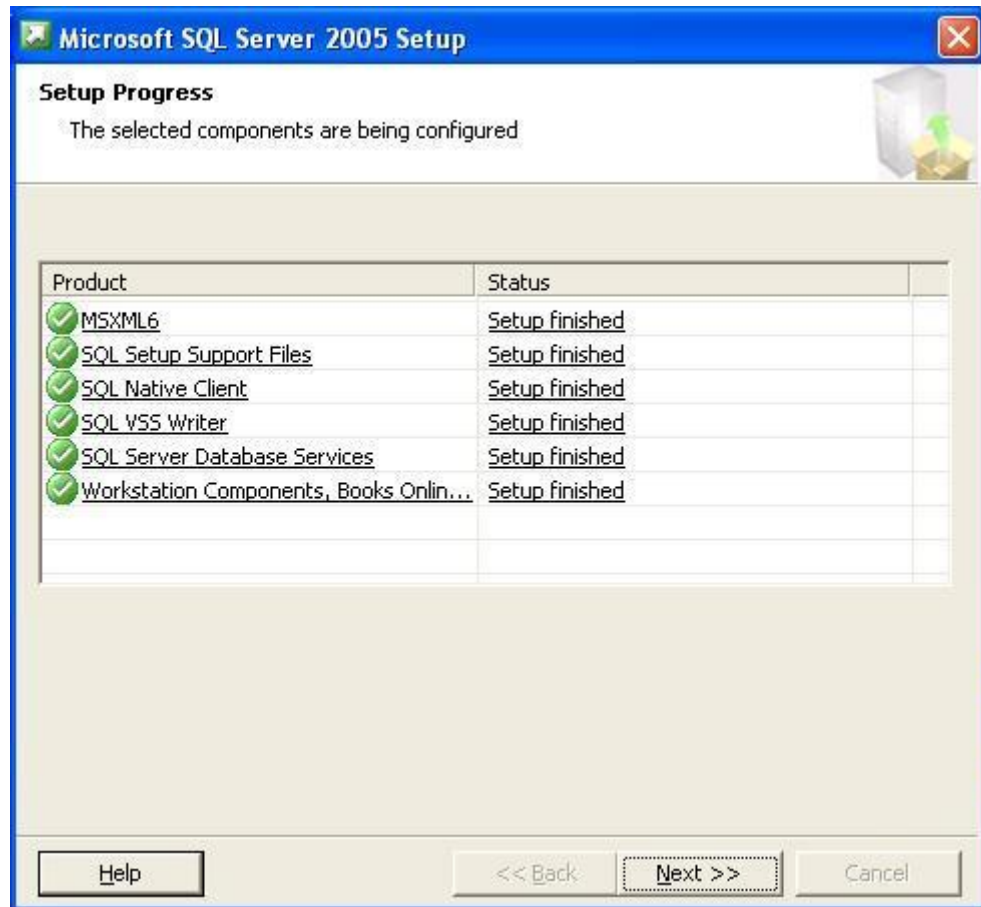 Microsoft SQL Server 2005 Setup
Setup Progress
The selected components are being configured
Product Status
MSXML6 Setup finished
SQL Setup Support Files Setup finished
SQL Native Client Setup finished
SQL VSS Writer Setup finished
SQL Server Database Services Setup finished
Workstation Components, Books Onlin... Setup finished
Help << Back Next >> Cancel